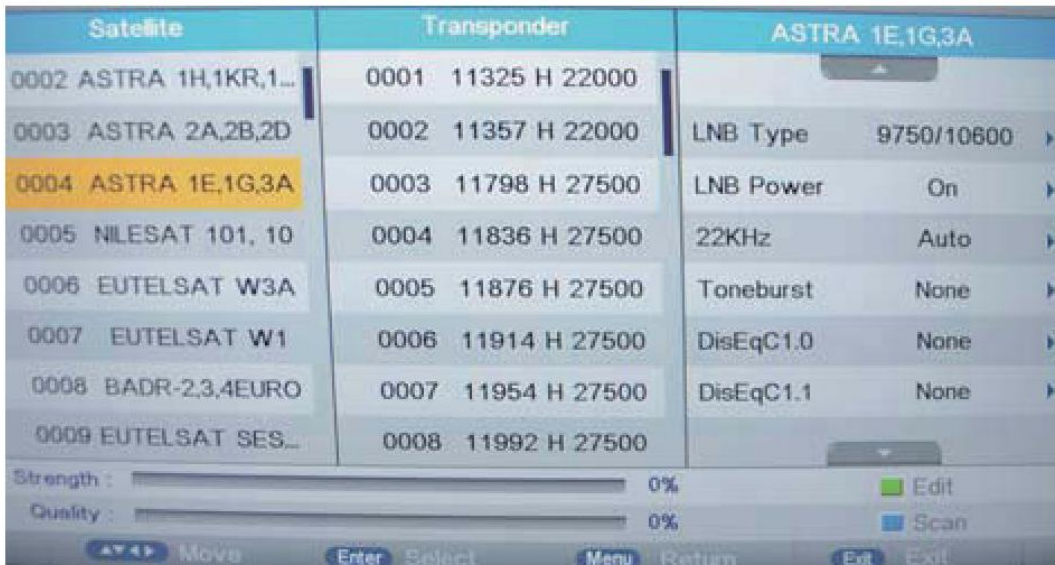 Satellite
Transponder
ASTRA 1E,1G,3A
0002 ASTRA 1H,1KR,1...
0001 11325 H 22000
0003 ASTRA 2A,2B,2D
0002 11357 H 22000
LNB Type 9750/10600
0004 ASTRA 1E,1G,3A
0003 11798 H 27500
LNB Power On
0005 NILESAT 101, 10
0004 11836 H 27500
22KHz Auto
0006 EUTELSAT W3A
0005 11876 H 27500
Toneburst None
0007 EUTELSAT W1
0006 11914 H 27500
DisEqC1.0 None
0008 BADR-2,3,4EURO
0007 11954 H 27500
DisEqC1.1 None
0009 EUTELSAT SES...
0008 11992 H 27500
Strength : 0%
Edit
Quality : 0%
Scan
Move
Enter Select
Menu Return
Exit Exit